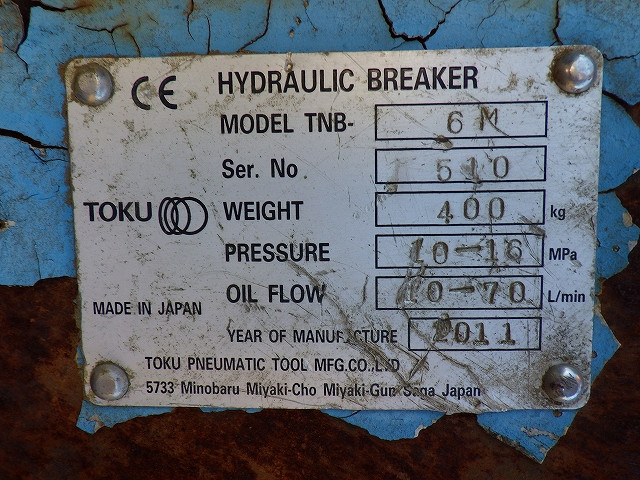 CE HYDRAULIC BREAKER
MODEL TNB- 6M
Ser. No 510
TOKU WEIGHT 400 kg
PRESSURE 10-16 MPa
OIL FLOW 40-70 L/min
MADE IN JAPAN
YEAR OF MANUFACTURE 2011
TOKU PNEUMATIC TOOL MFG.CO.,LTD
5733 Minobaru Miyaki-Cho Miyaki-Gun Saga Japan